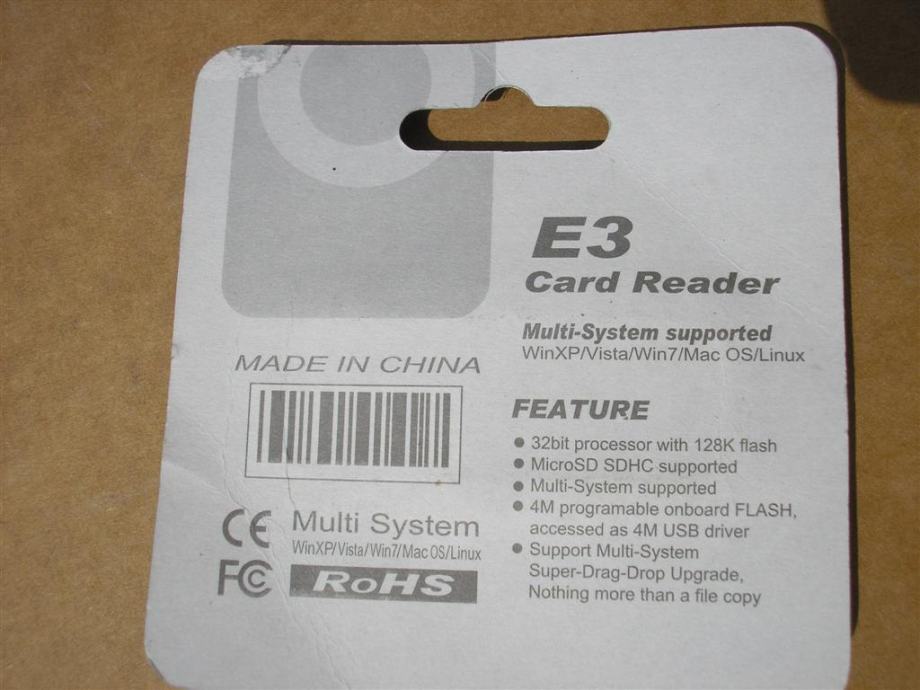 E3
Card Reader
Multi-System supported
WinXP/Vista/Win7/Mac OS/Linux
MADE IN CHINA
FEATURE
• 32bit processor with 128K flash
• MicroSD SDHC supported
• Multi-System supported
• 4M programable onboard FLASH,
accessed as 4M USB driver
• Support Multi-System
Super-Drag-Drop Upgrade,
Nothing more than a file copy
CE
Multi System
WinXP/Vista/Win7/Mac OS/Linux
FC
RoHS